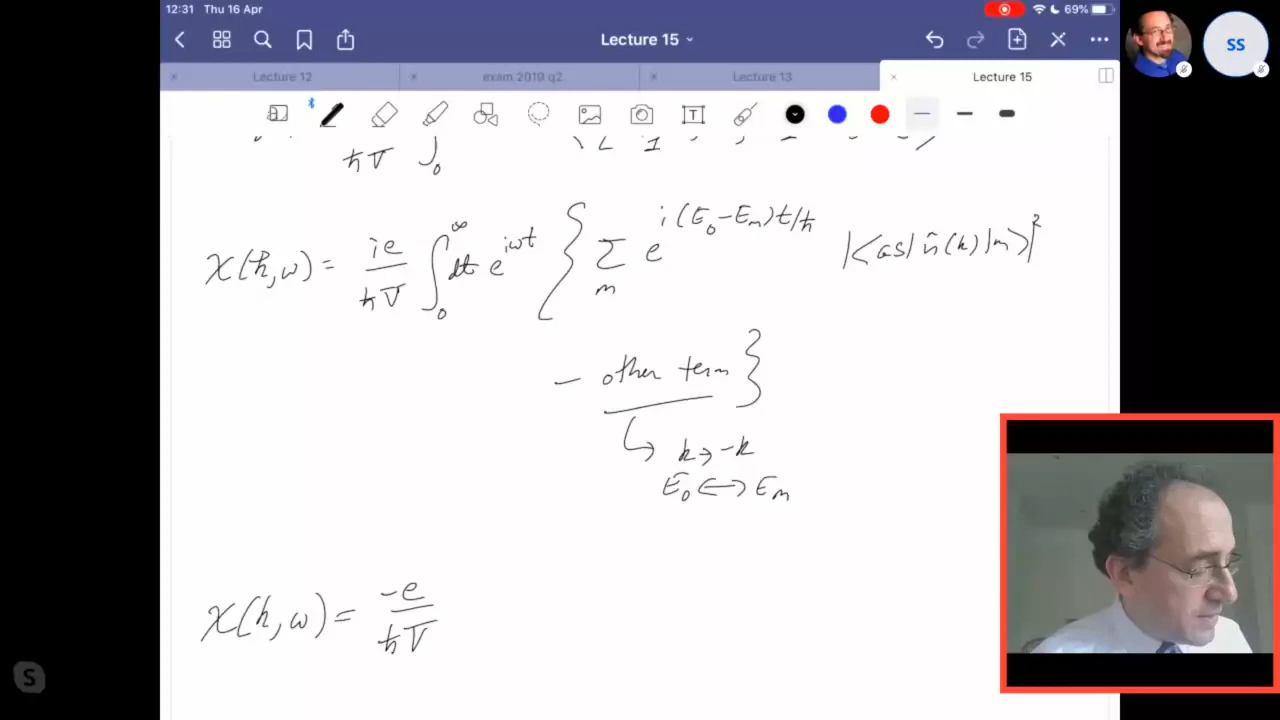 12:31 Thu 16 Apr 69%
Lecture 15
SS
Lecture 12 exam 2019 q2 Lecture 13 Lecture 15
T
ħV ∫₀
χ(k,ω) = ie/ħV ∫₀^∞ dt e^{iωt} { Σ_m e^{i(E₀-E_m)t/ħ} |<GS|n̂(k)|m>|²
- other term }
↳ k → -k
E₀ ↔ E_m
χ(k,ω) = -e/ħV
S